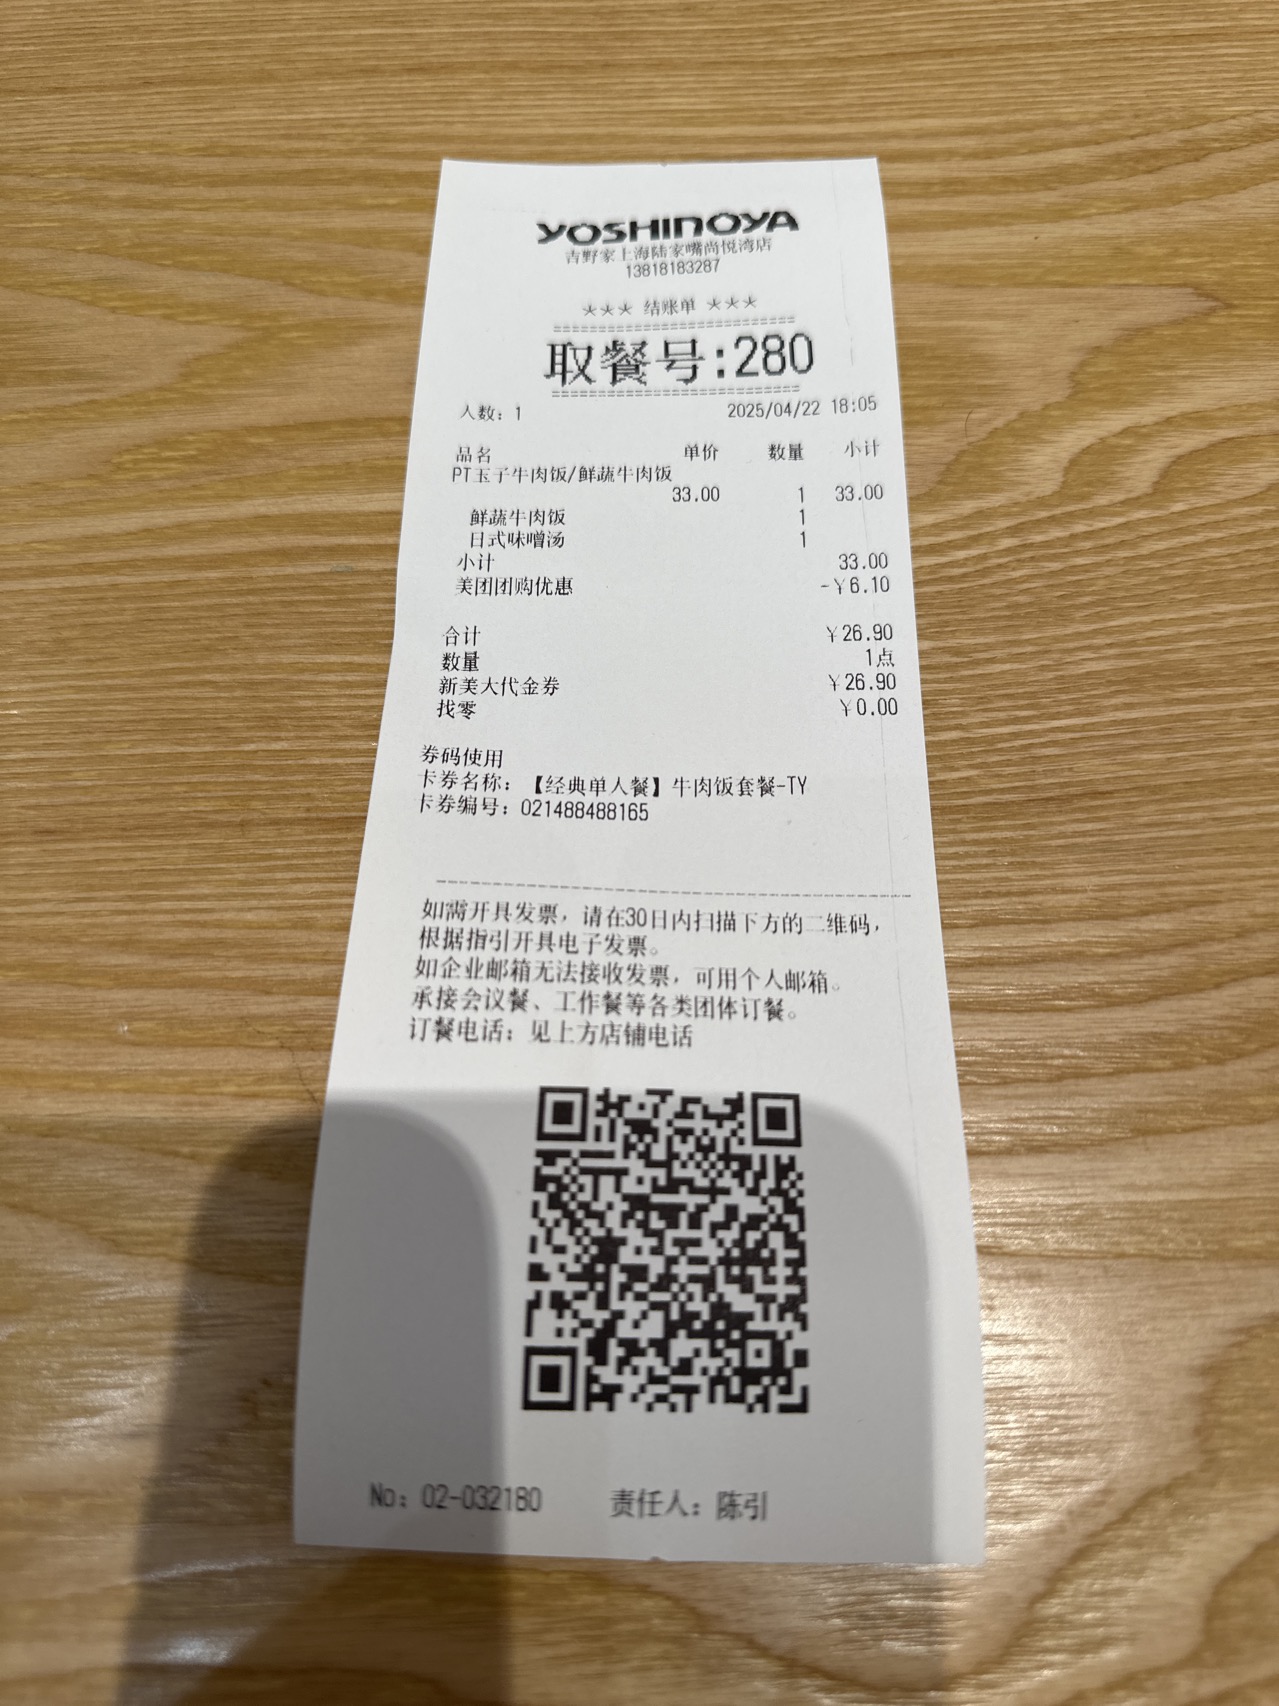 YOSHINOYA
吉野家上海陆家嘴尚悦湾店
13818183287
*** 结账单 ***
==========================
取餐号:280
==========================
人数: 1 2025/04/22 18:05
品名 单价 数量 小计
PT玉子牛肉饭/鲜蔬牛肉饭
33.00 1 33.00
鲜蔬牛肉饭 1
日式味噌汤 1
小计 33.00
美团团购优惠 -¥6.10
合计 ¥26.90
数量 1点
新美大代金券 ¥26.90
找零 ¥0.00
券码使用
卡券名称: 【经典单人餐】牛肉饭套餐-TY
卡券编号: 021488488165
如需开具发票，请在30日内扫描下方的二维码，
根据指引开具电子发票。
如企业邮箱无法接收发票，可用个人邮箱。
承接会议餐、工作餐等各类团体订餐。
订餐电话: 见上方店铺电话
No: 02-032180 责任人: 陈引